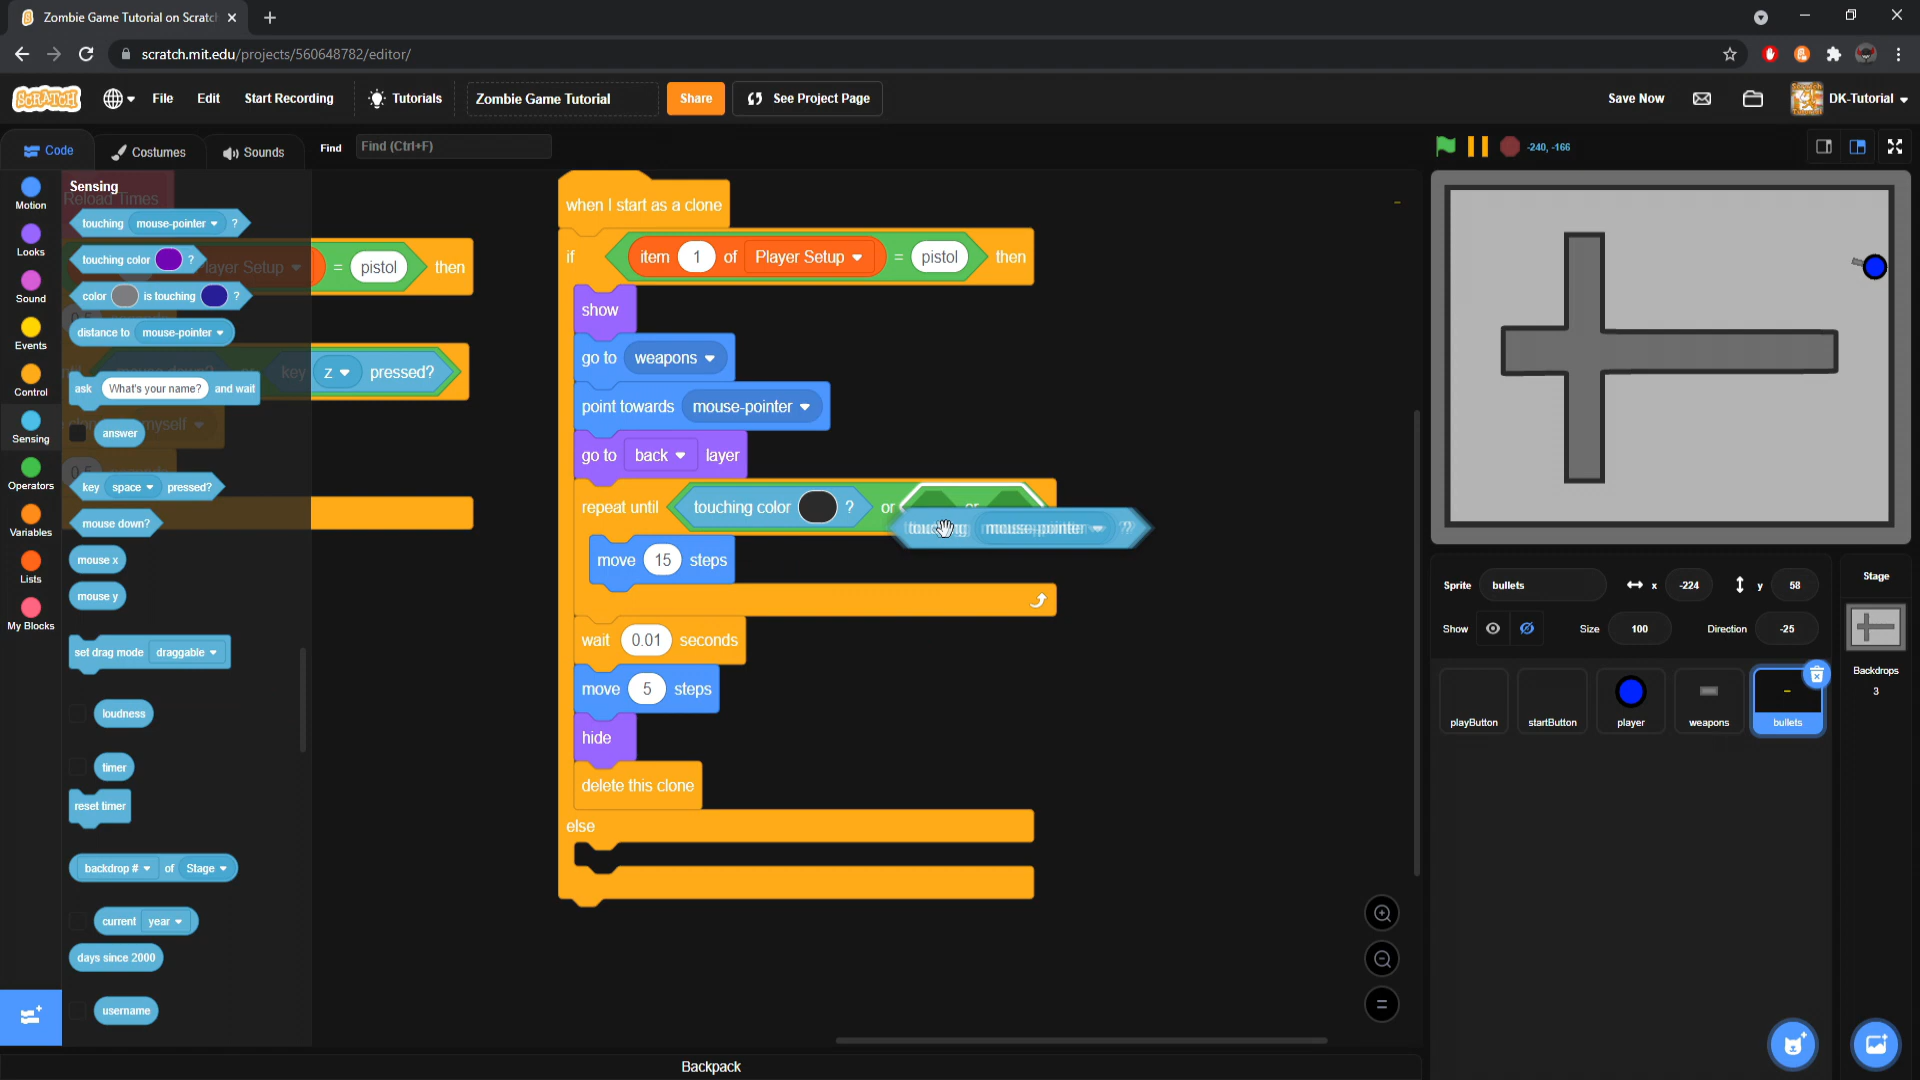 Zombie Game Tutorial on Scratch
scratch.mit.edu/projects/560648782/editor/
SCRATCH
File
Edit
Start Recording
Tutorials
Zombie Game Tutorial
Share
See Project Page
Save Now
DK-Tutorial
Code
Costumes
Sounds
Find
Find (Ctrl+F)
-240, -166
Motion
Looks
Sound
Events
Control
Sensing
Operators
Variables
Lists
My Blocks
Sensing
Reload Times
touching mouse-pointer ?
touching color ?
layer Setup = pistol then
color is touching ?
distance to mouse-pointer
key z pressed?
ask What's your name? and wait
answer
myself
key space pressed?
mouse down?
mouse x
mouse y
set drag mode draggable
loudness
timer
reset timer
backdrop # of Stage
current year
days since 2000
username
when I start as a clone
if item 1 of Player Setup = pistol then
show
go to weapons
point towards mouse-pointer
go to back layer
repeat until touching color ? or or
touching mouse-pointer ?
move 15 steps
wait 0.01 seconds
move 5 steps
hide
delete this clone
else
Backpack
Sprite bullets x -224 y 58
Show Size 100 Direction -25
playButton
startButton
player
weapons
bullets
Stage
Backdrops
3